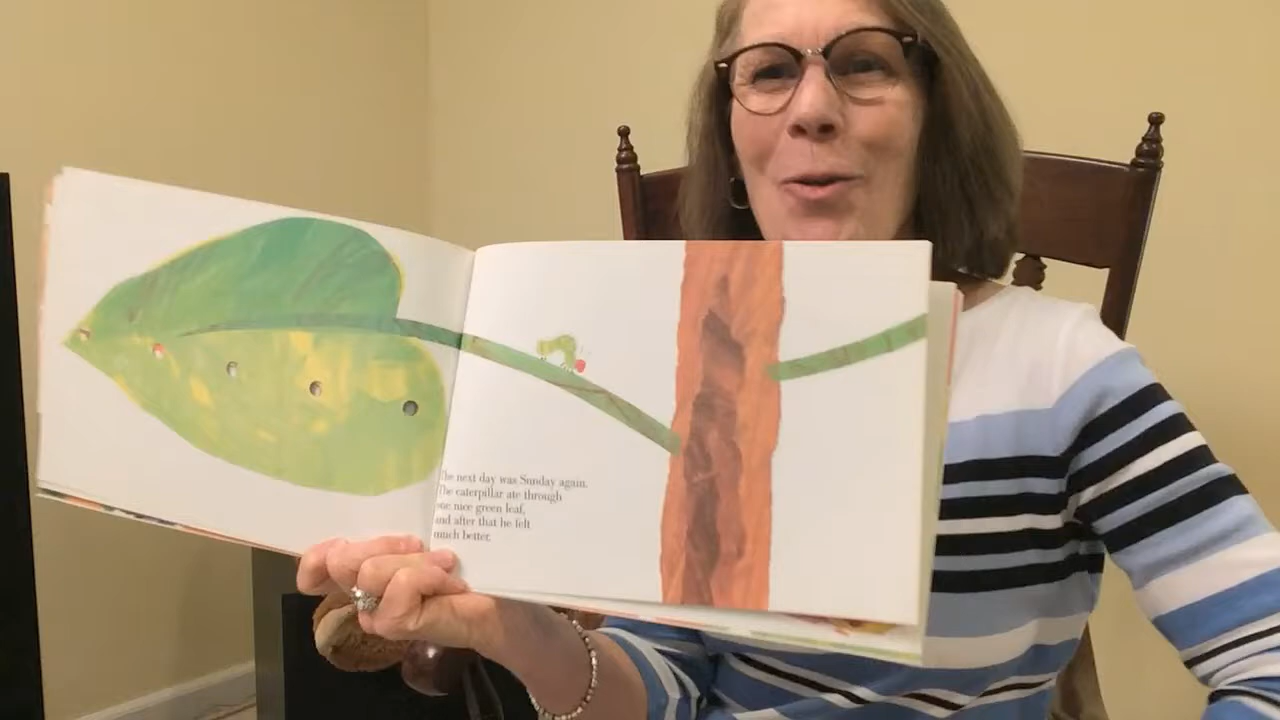 The next day was Sunday again.
The caterpillar ate through
one nice green leaf,
and after that he felt
much better.